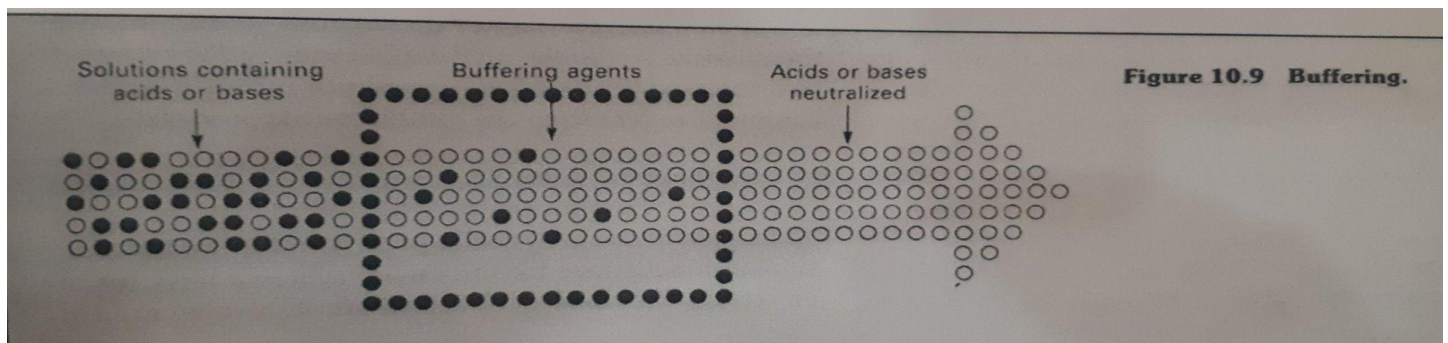 Solutions containing
acids or bases
Buffering agents
Acids or bases
neutralized
Figure 10.9 Buffering.